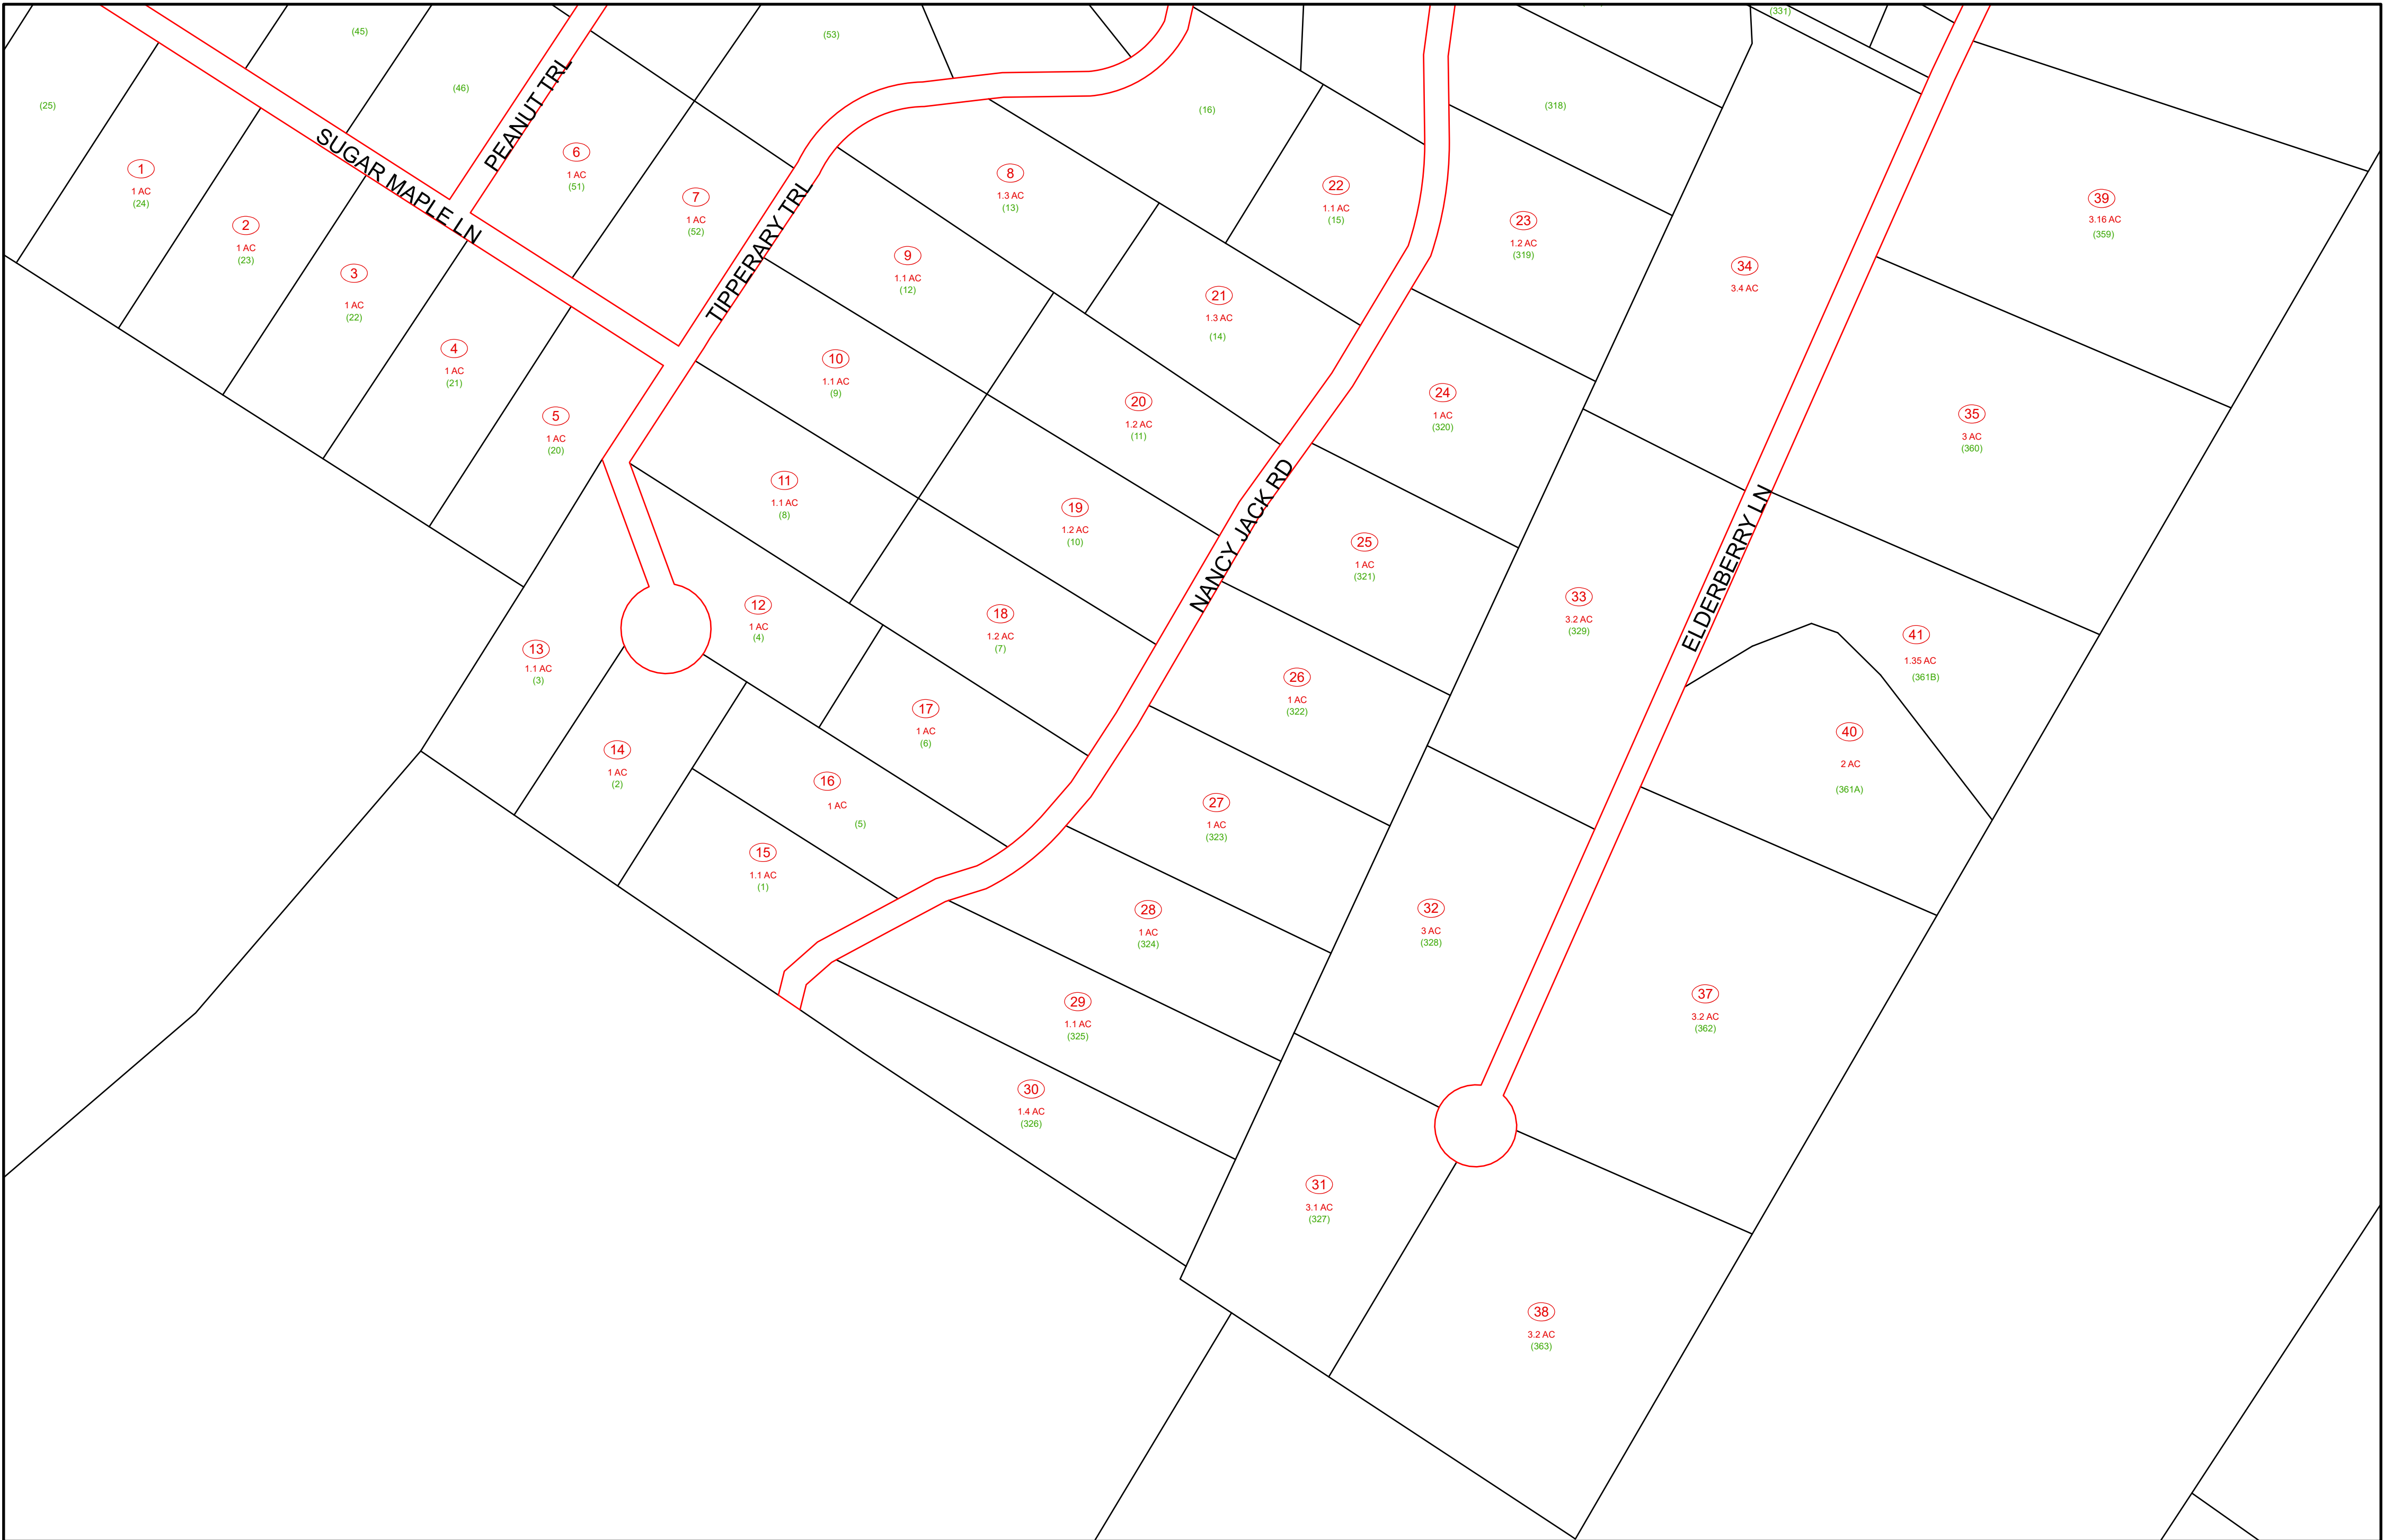 (331)
(45)
(53)
(46)
(25)
(16)
(318)
PEANUT TRL
SUGAR MAPLE LN
TIPPERARY TRL
NANCY JACK RD
ELDERBERRY LN
1
1 AC
(24)
2
1 AC
(23)
3
1 AC
(22)
4
1 AC
(21)
5
1 AC
(20)
6
1 AC
(51)
7
1 AC
(52)
8
1.3 AC
(13)
9
1.1 AC
(12)
10
1.1 AC
(9)
11
1.1 AC
(8)
12
1 AC
(4)
13
1.1 AC
(3)
14
1 AC
(2)
15
1.1 AC
(1)
16
1 AC
(5)
17
1 AC
(6)
18
1.2 AC
(7)
19
1.2 AC
(10)
20
1.2 AC
(11)
21
1.3 AC
(14)
22
1.1 AC
(15)
23
1.2 AC
(319)
24
1 AC
(320)
25
1 AC
(321)
26
1 AC
(322)
27
1 AC
(323)
28
1 AC
(324)
29
1.1 AC
(325)
30
1.4 AC
(326)
31
3.1 AC
(327)
32
3 AC
(328)
33
3.2 AC
(329)
34
3.4 AC
39
3.16 AC
(359)
35
3 AC
(360)
41
1.35 AC
(361B)
40
2 AC
(361A)
37
3.2 AC
(362)
38
3.2 AC
(363)